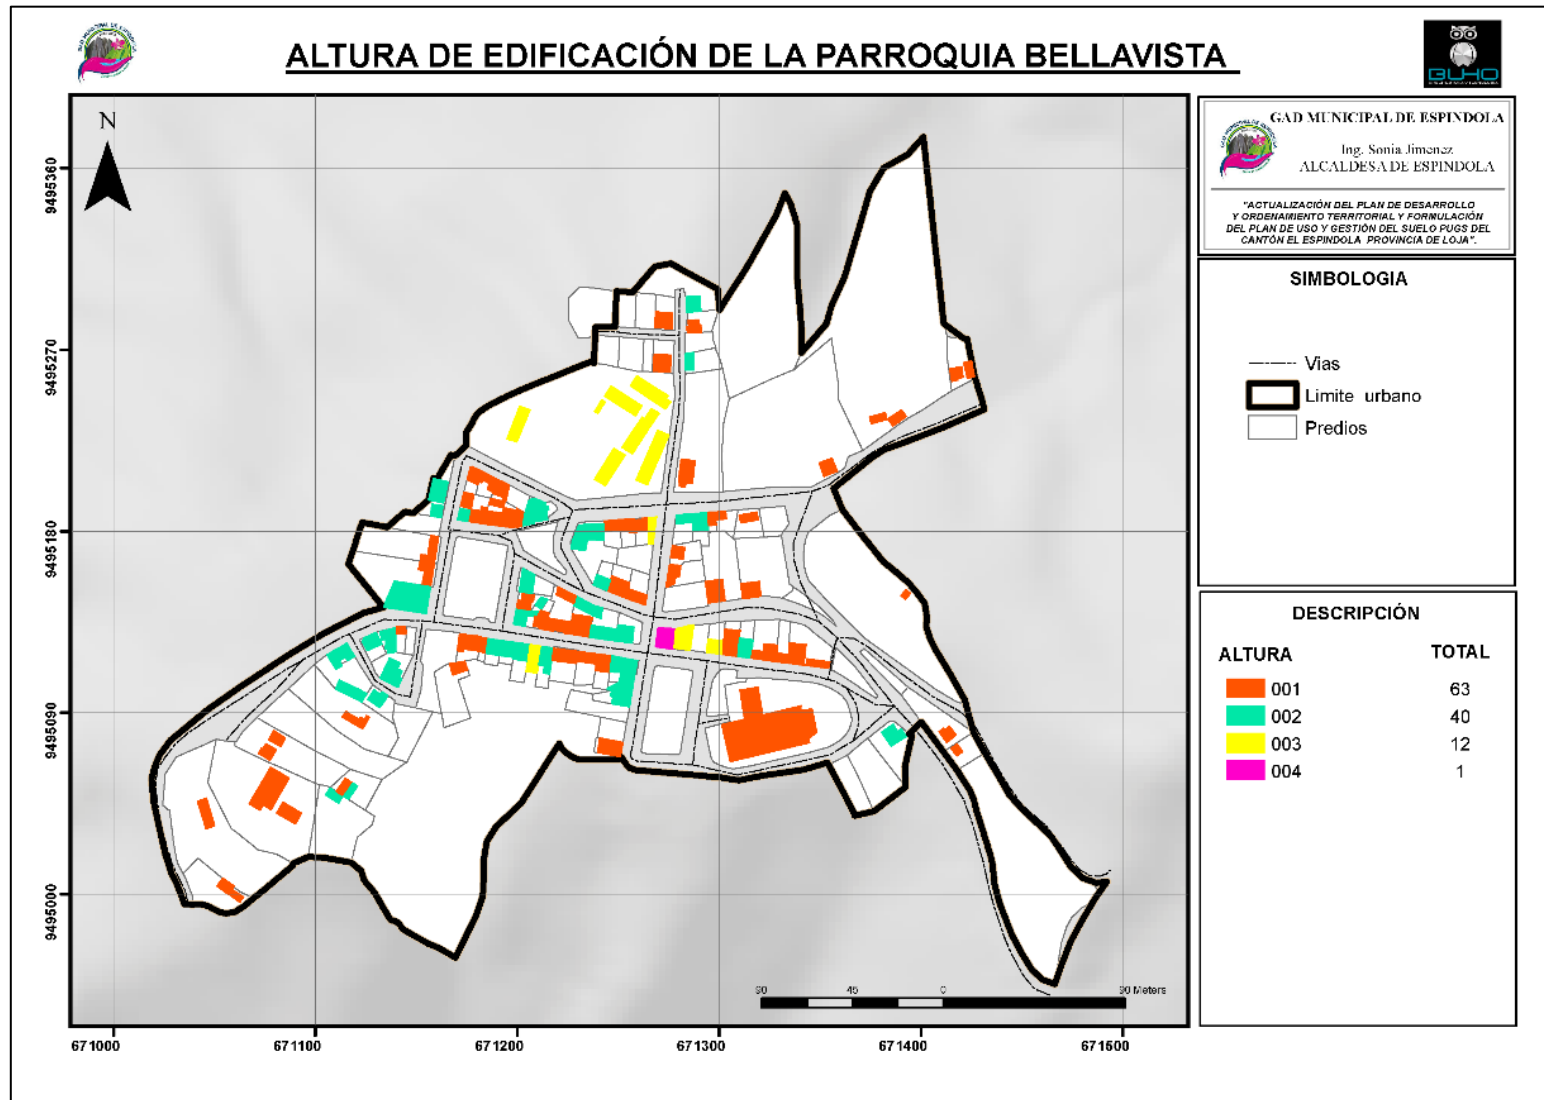 ALTURA DE EDIFICACIÓN DE LA PARROQUIA BELLAVISTA
BUHO
N
GAD MUNICIPAL DE ESPINDOLA
Ing. Sonia Jimenez
ALCALDESA DE ESPINDOLA
"ACTUALIZACIÓN DEL PLAN DE DESARROLLO
Y ORDENAMIENTO TERRITORIAL Y FORMULACIÓN
DEL PLAN DE USO Y GESTIÓN DEL SUELO PUGS DEL
CANTÓN EL ESPINDOLA PROVINCIA DE LOJA".
SIMBOLOGIA
Vias
Limite urbano
Predios
DESCRIPCIÓN
ALTURA TOTAL
001 63
002 40
003 12
004 1
9495360
9495270
9495180
9495090
9495000
90 45 0 90 Meters
671000 671100 671200 671300 671400 671500